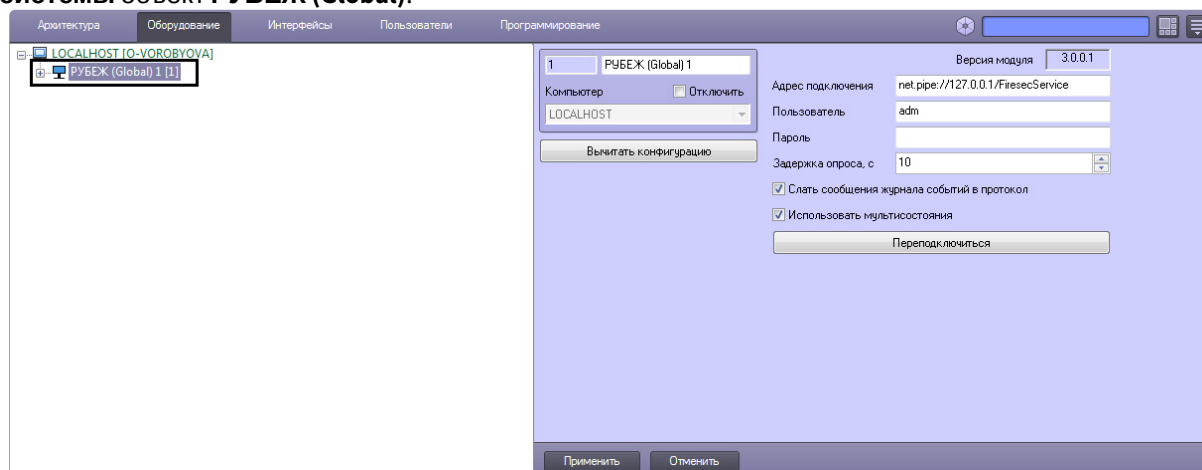 системы объект РУБЕЖ (Global).
Архитектура Оборудование Интерфейсы Пользователи Программирование
LOCALHOST [O-VOROBYOVA]
РУБЕЖ (Global) 1 [1]
1 РУБЕЖ (Global) 1
Компьютер Отключить
LOCALHOST
Вычитать конфигурацию
Версия модуля 3.0.0.1
Адрес подключения net.pipe://127.0.0.1/FiresecService
Пользователь adm
Пароль
Задержка опроса, с 10
Слать сообщения журнала событий в протокол
Использовать мультисостояния
Переподключиться
Применить Отменить